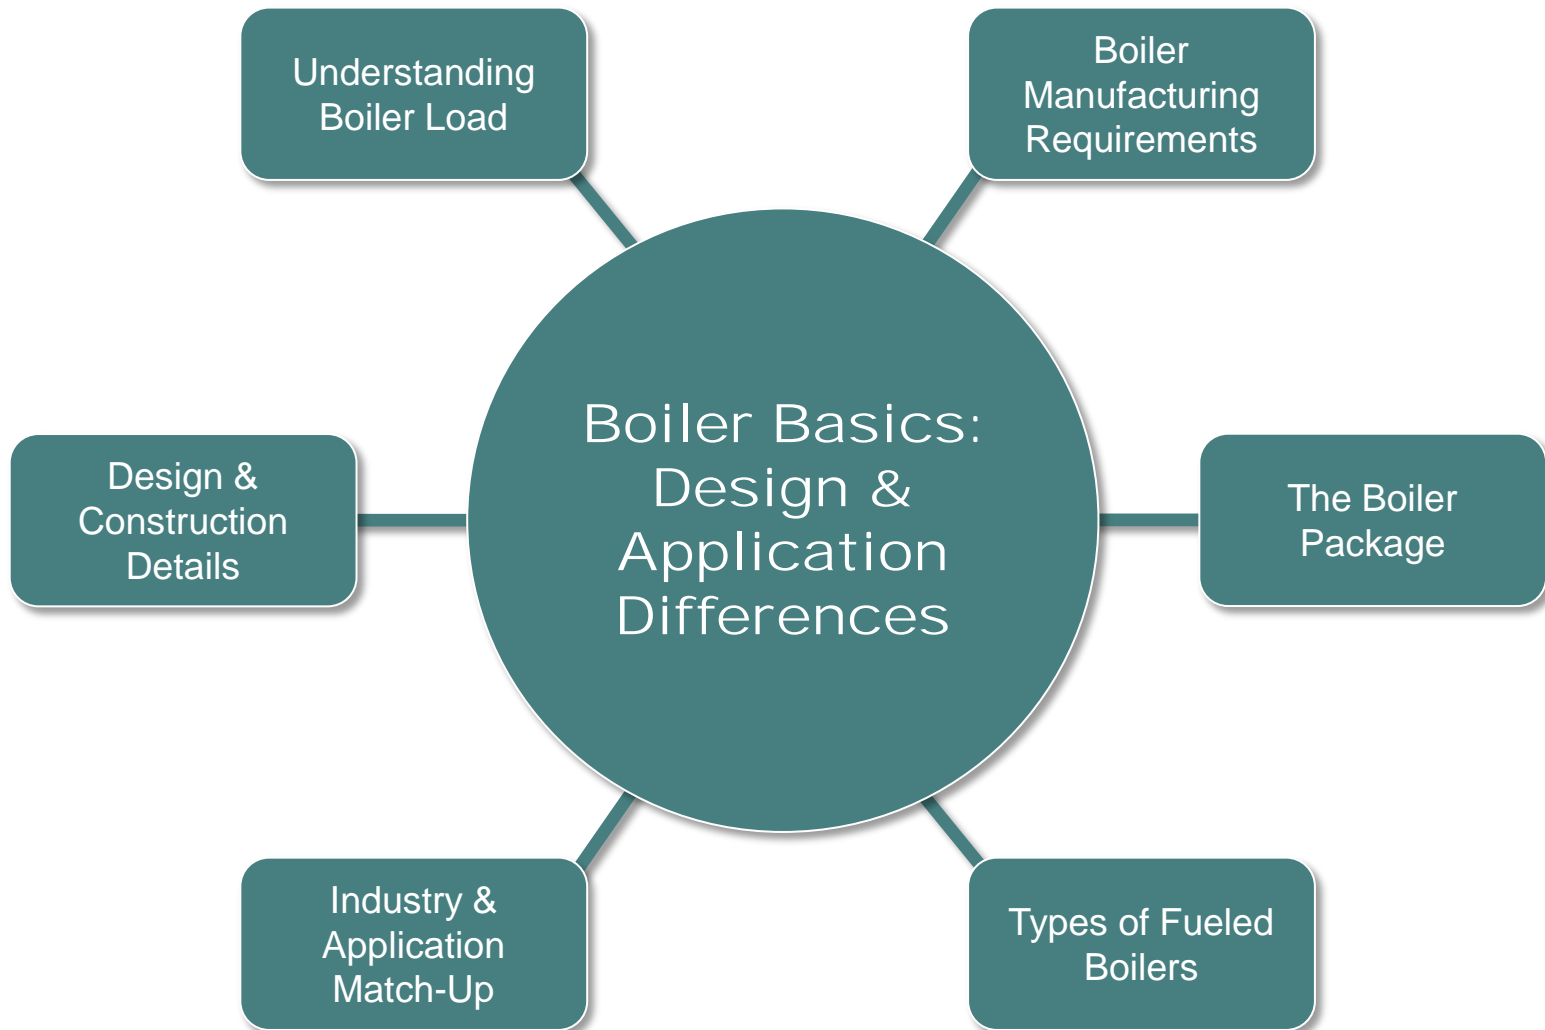 Understanding
Boiler Load
Boiler
Manufacturing
Requirements
Boiler Basics:
Design &
Application
Differences
Design &
Construction
Details
The Boiler
Package
Industry &
Application
Match-Up
Types of Fueled
Boilers